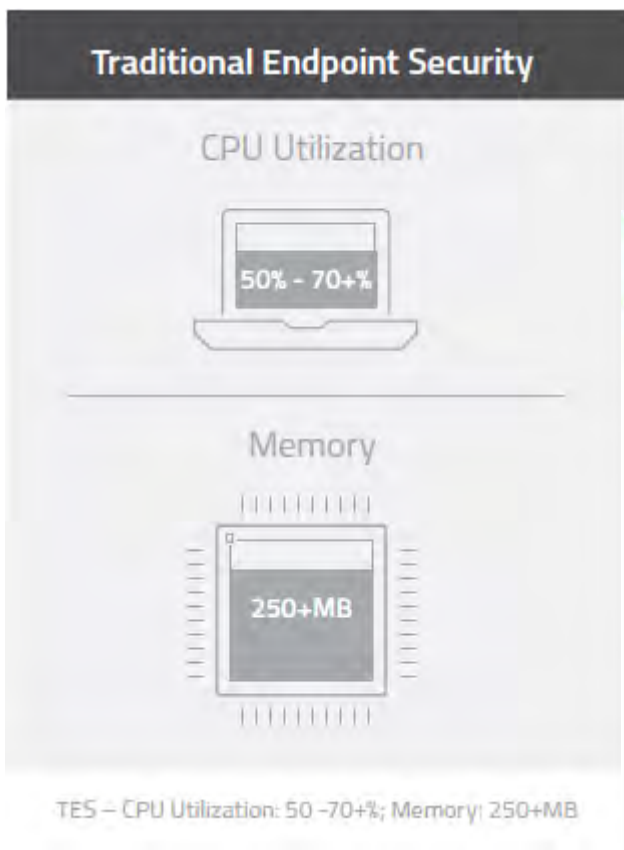 Traditional Endpoint Security
CPU Utilization
50% - 70+%
Memory
250+MB
TES – CPU Utilization: 50 -70+%; Memory: 250+MB